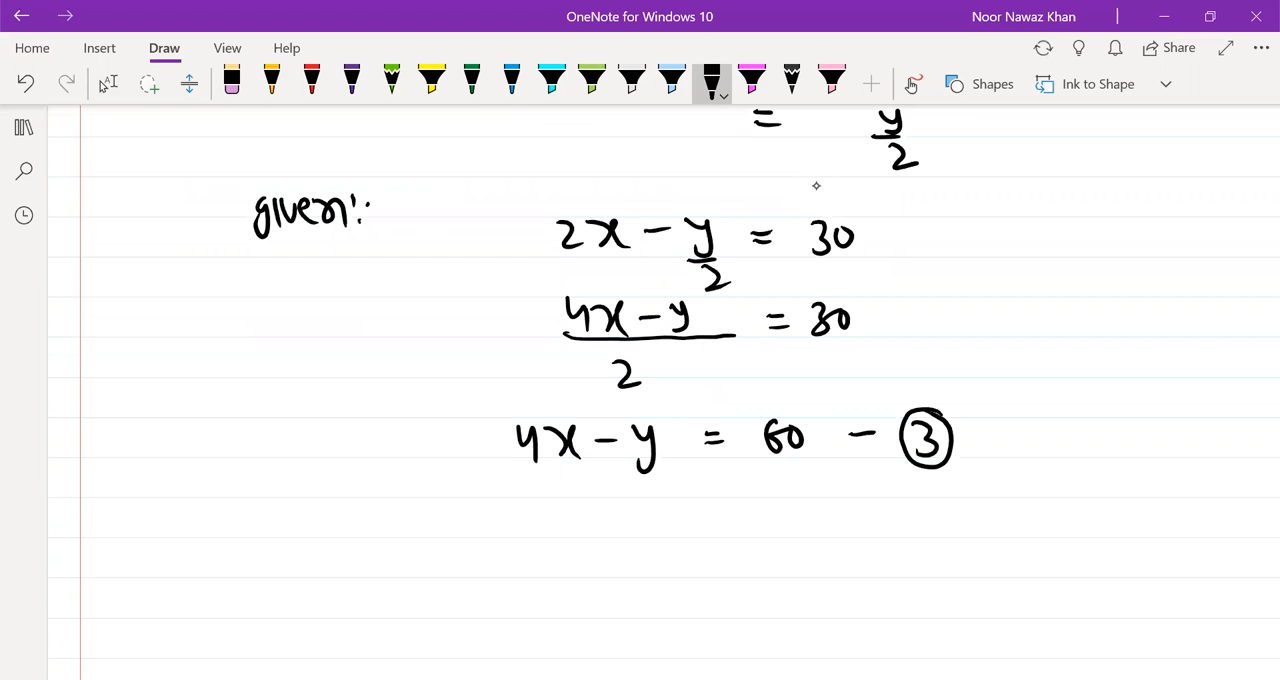 OneNote for Windows 10
Noor Nawaz Khan
Home Insert Draw View Help
Share
Shapes
Ink to Shape
= y/2
given:
2x - y/2 = 30
(4x - y)/2 = 30
4x - y = 60 - ③